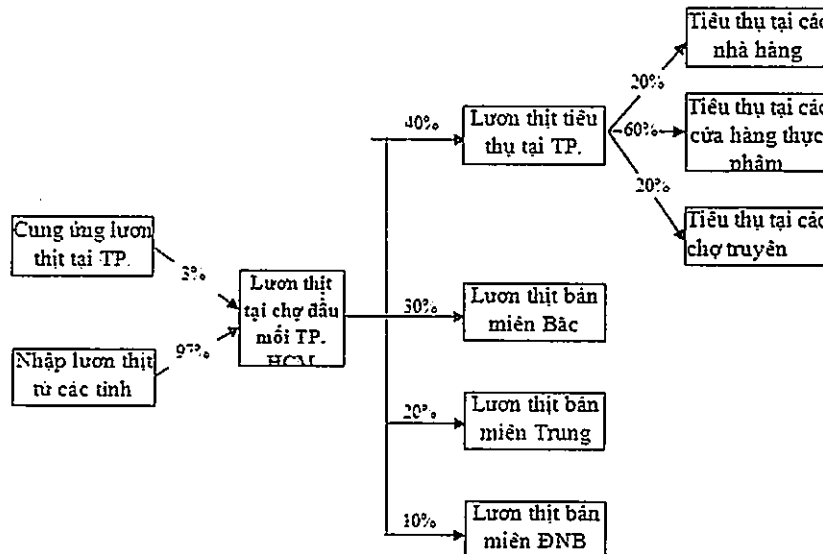 Cung ứng lươn
thịt tại TP.
3%
Nhập lươn thịt
từ các tỉnh
97%
Lươn thịt
tại chợ đầu
mối TP.
HCM
40%
Lươn thịt tiêu
thụ tại TP.
20%
Tiêu thụ tại các
nhà hàng
60%
Tiêu thụ tại các
cửa hàng thực
phẩm
20%
Tiêu thụ tại các
chợ truyền
30%
Lươn thịt bán
miền Bắc
20%
Lươn thịt bán
miền Trung
10%
Lươn thịt bán
miền ĐNB